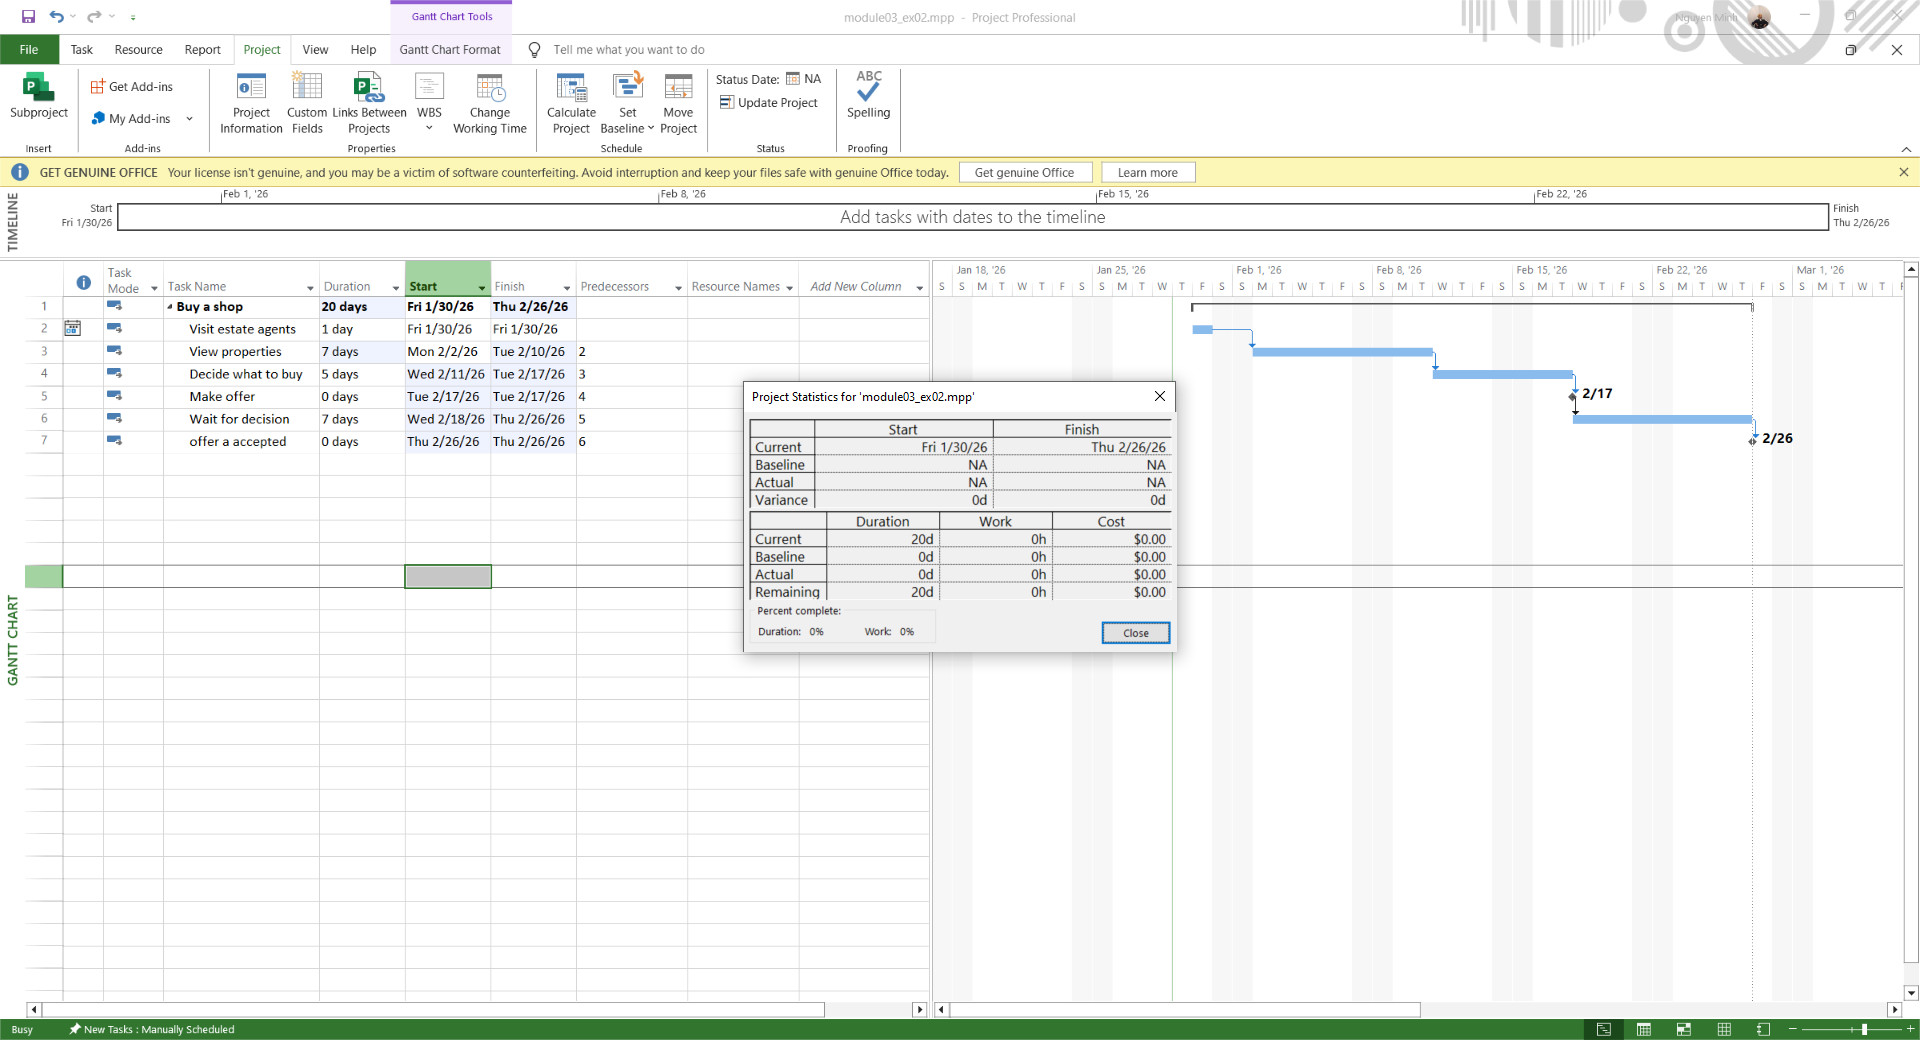 Gantt Chart Tools
module03_ex02.mpp - Project Professional
Nguyen Minh
File Task Resource Report Project View Help Gantt Chart Format Tell me what you want to do
Subproject
Insert
Get Add-ins
My Add-ins
Add-ins
Project Information
Custom Fields
Links Between Projects
WBS
Change Working Time
Properties
Calculate Project
Set Baseline
Move Project
Schedule
Status Date: NA
Update Project
Status
ABC
Spelling
Proofing
GET GENUINE OFFICE Your license isn't genuine, and you may be a victim of software counterfeiting. Avoid interruption and keep your files safe with genuine Office today. Get genuine Office Learn more
TIMELINE
Feb 1, '26 Feb 8, '26 Feb 15, '26 Feb 22, '26
Start
Fri 1/30/26
Add tasks with dates to the timeline
Finish
Thu 2/26/26
GANTT CHART
Task Mode Task Name Duration Start Finish Predecessors Resource Names Add New Column
1 Buy a shop 20 days Fri 1/30/26 Thu 2/26/26
2 Visit estate agents 1 day Fri 1/30/26 Fri 1/30/26
3 View properties 7 days Mon 2/2/26 Tue 2/10/26 2
4 Decide what to buy 5 days Wed 2/11/26 Tue 2/17/26 3
5 Make offer 0 days Tue 2/17/26 Tue 2/17/26 4
6 Wait for decision 7 days Wed 2/18/26 Thu 2/26/26 5
7 offer a accepted 0 days Thu 2/26/26 Thu 2/26/26 6
Jan 18, '26 Jan 25, '26 Feb 1, '26 Feb 8, '26 Feb 15, '26 Feb 22, '26 Mar 1, '26
S S M T W T F S S M T W T F S S M T W T F S S M T W T F S S M T W T F S S M T W T F S S M T W T F
2/17
2/26
Project Statistics for 'module03_ex02.mpp'
Start Finish
Current Fri 1/30/26 Thu 2/26/26
Baseline NA NA
Actual NA NA
Variance 0d 0d
Duration Work Cost
Current 20d 0h $0.00
Baseline 0d 0h $0.00
Actual 0d 0h $0.00
Remaining 20d 0h $0.00
Percent complete:
Duration: 0% Work: 0%
Close
Busy New Tasks : Manually Scheduled